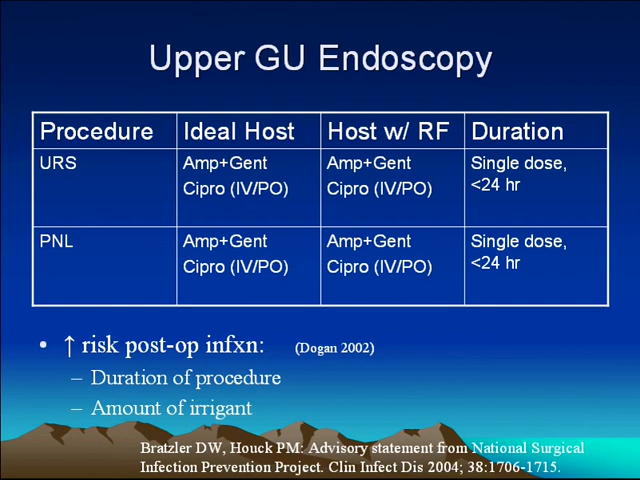 Upper GU Endoscopy
Procedure Ideal Host Host w/ RF Duration
URS Amp+Gent Amp+Gent Single dose,
Cipro (IV/PO) Cipro (IV/PO) <24 hr
PNL Amp+Gent Amp+Gent Single dose,
Cipro (IV/PO) Cipro (IV/PO) <24 hr
• ↑ risk post-op infxn: (Dogan 2002)
– Duration of procedure
– Amount of irrigant
Bratzler DW, Houck PM: Advisory statement from National Surgical
Infection Prevention Project. Clin Infect Dis 2004; 38:1706-1715.